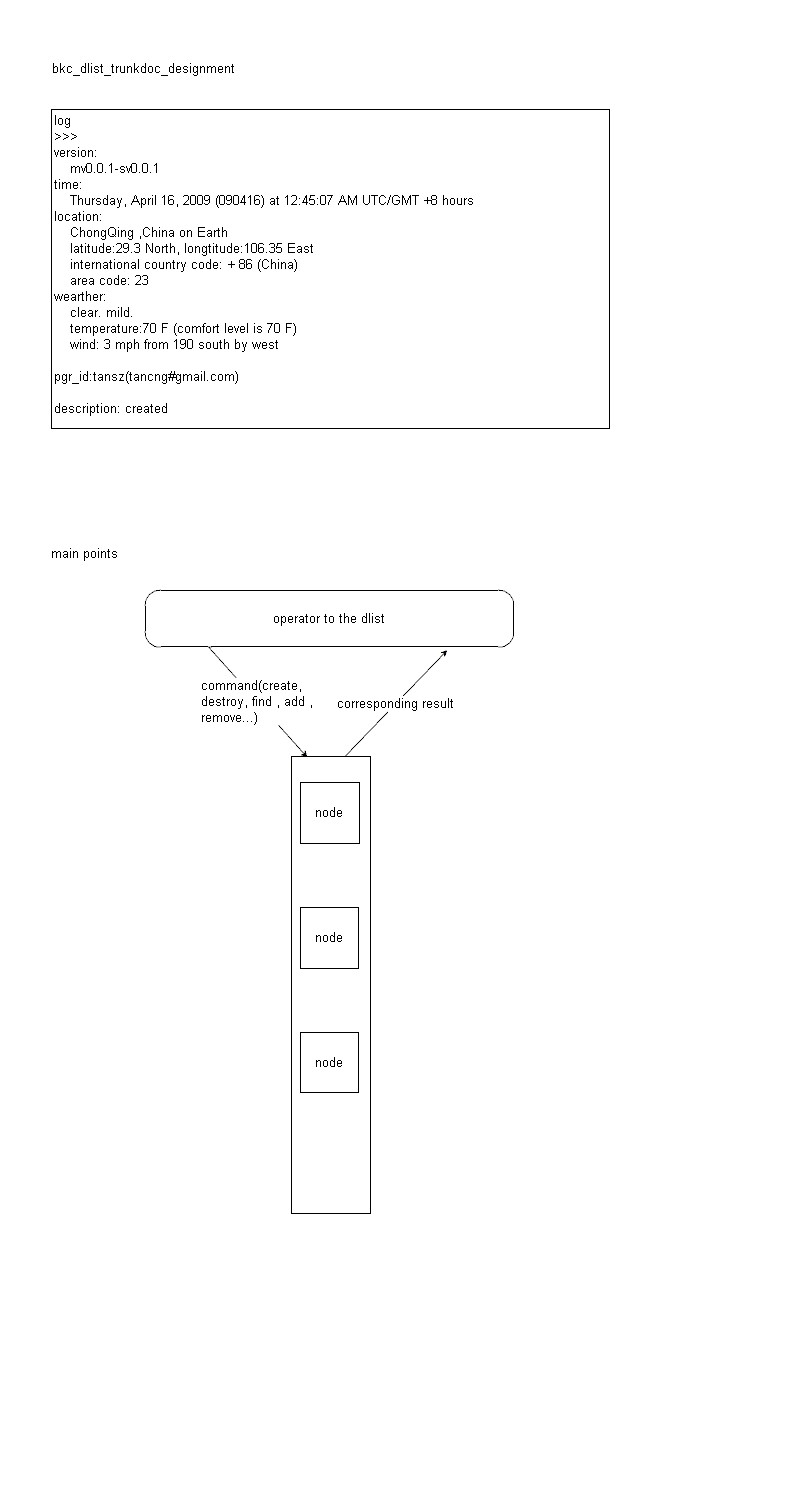 bkc_dlist_trunkdoc_designment
log
>>>
version:
mv0.0.1-sv0.0.1
time:
Thursday, April 16, 2009 (090416) at 12:45:07 AM UTC/GMT +8 hours
location:
ChongQing ,China on Earth
latitude:29.3 North, longtitude:106.35 East
international country code: + 86 (China)
area code: 23
wearther:
clear. mild.
temperature:70 F (comfort level is 70 F)
wind: 3 mph from 190 south by west
pgr_id:tansz(tancng#gmail.com)
description: created
main points
operator to the dlist
command(create,
destroy, find , add ,
remove...)
corresponding result
node
node
node